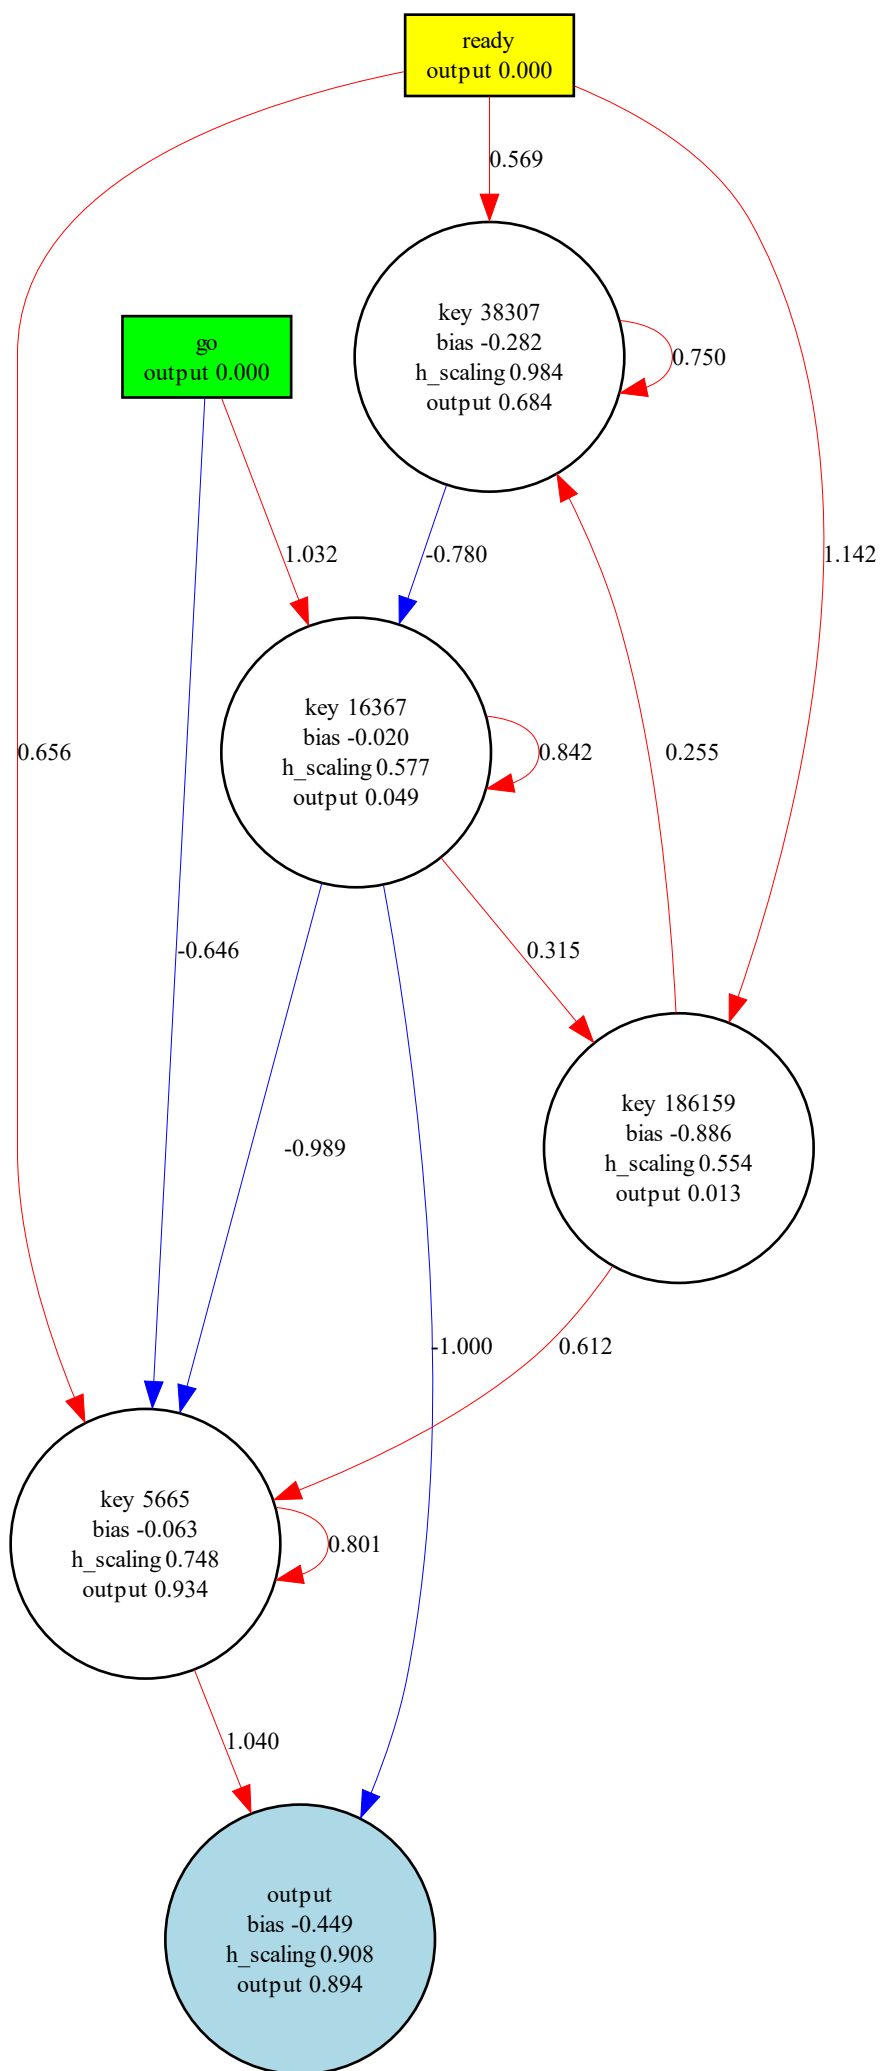 ready
output 0.000
0.569
go
output 0.000
key 38307
bias -0.282
h_scaling 0.984
output 0.684
0.750
1.032
-0.780
1.142
key 16367
bias -0.020
h_scaling 0.577
output 0.049
0.656
0.842
0.255
-0.646
0.315
key 186159
bias -0.886
h_scaling 0.554
output 0.013
-0.989
-1.000
0.612
key 5665
bias -0.063
h_scaling 0.748
output 0.934
0.801
1.040
output
bias -0.449
h_scaling 0.908
output 0.894